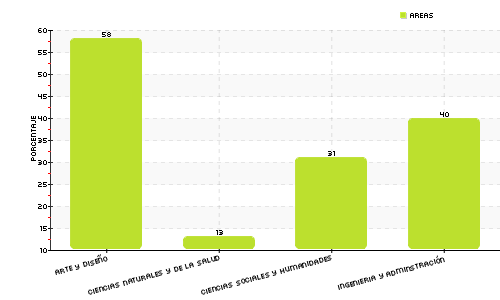 AREAS
PORCENTAJE
60
55
50
45
40
35
30
25
20
15
10
58
13
31
40
ARTE Y DISEÑO
CIENCIAS NATURALES Y DE LA SALUD
CIENCIAS SOCIALES Y HUMANIDADES
INGENIERIA Y ADMINSTRACIÓN